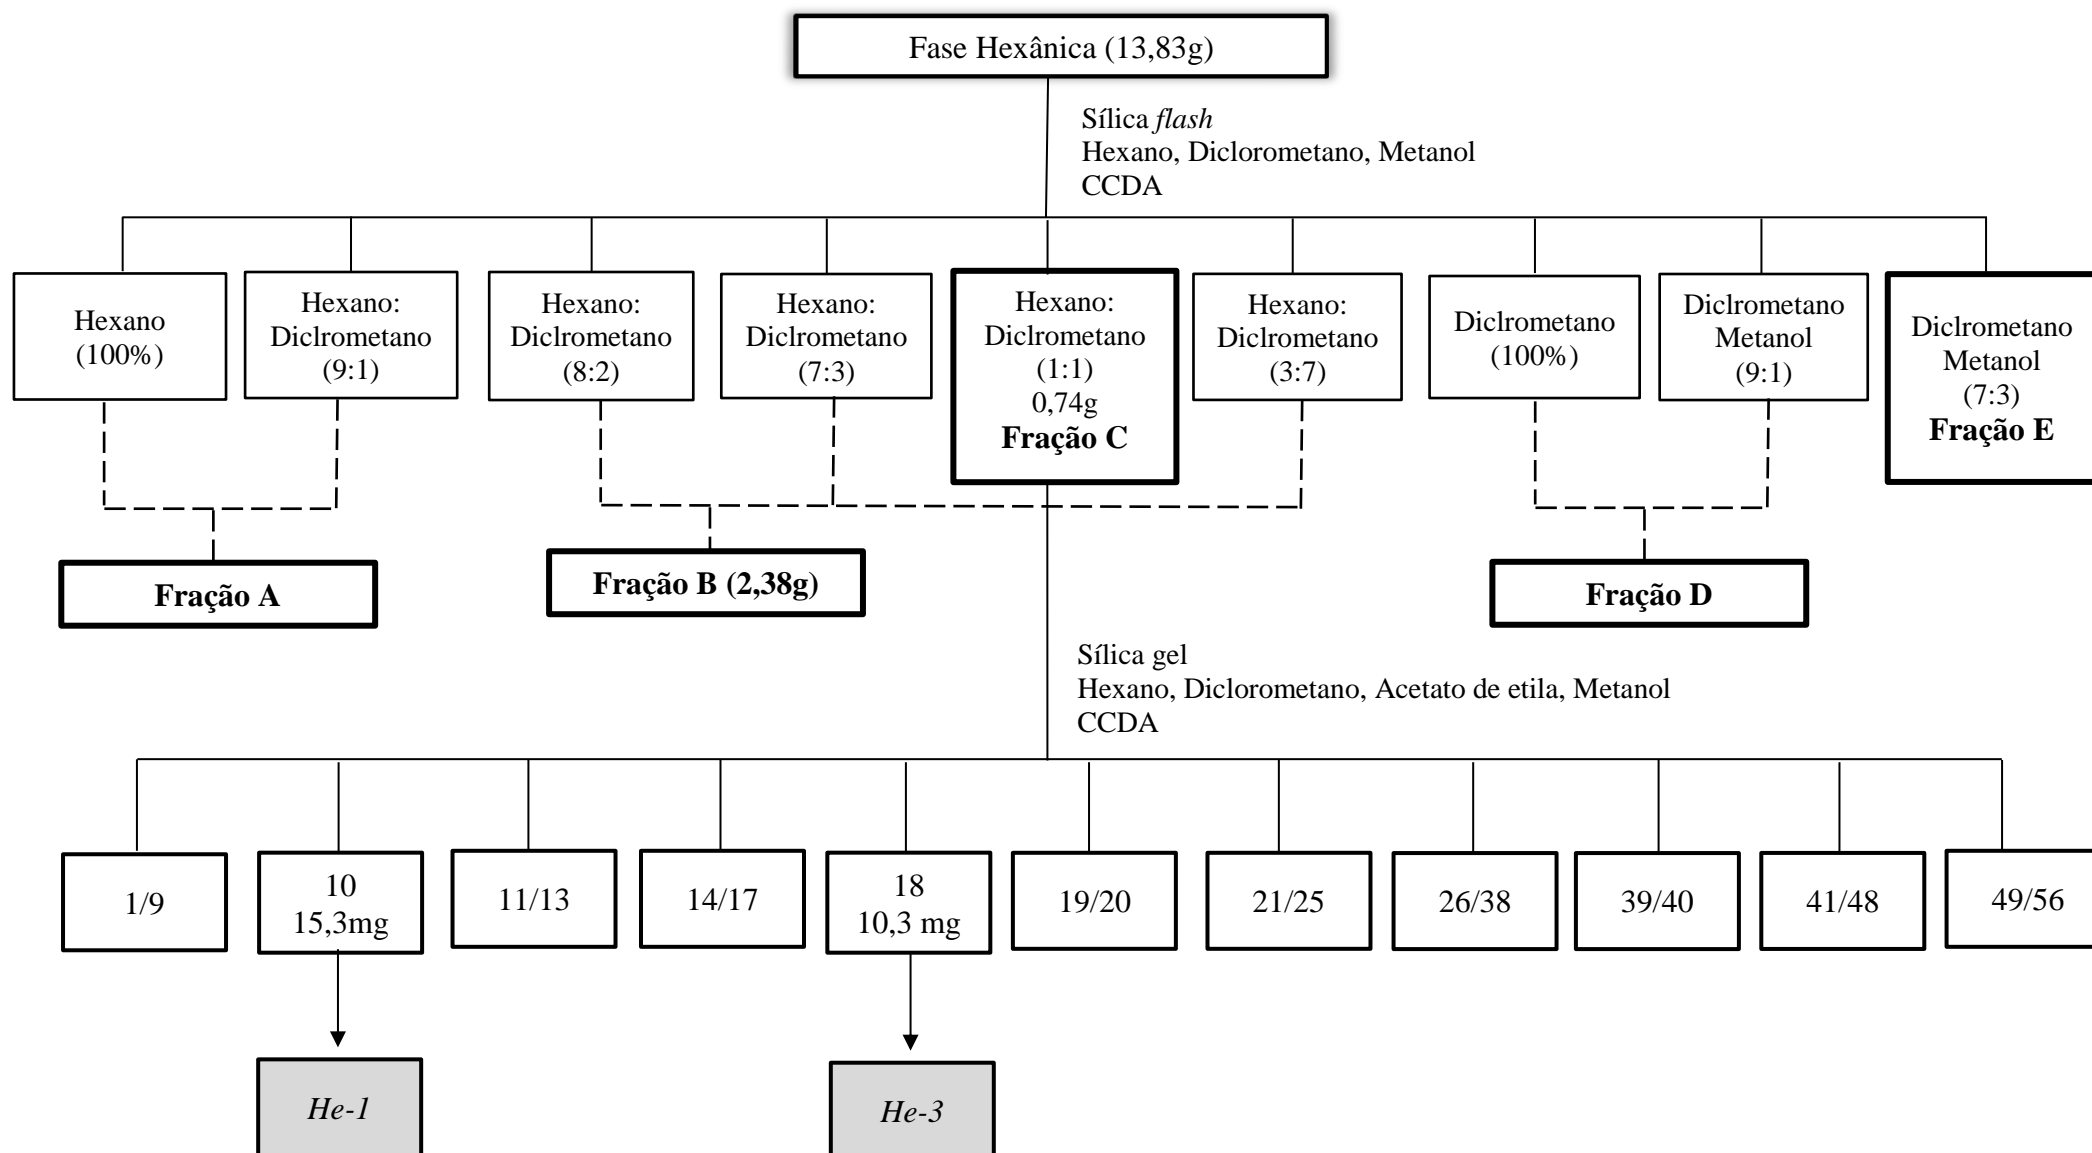 Fase Hexânica (13,83g)
Sílica flash
Hexano, Diclorometano, Metanol
CCDA
Hexano
(100%)
Hexano:
Diclrometano
(9:1)
Hexano:
Diclrometano
(8:2)
Hexano:
Diclrometano
(7:3)
Hexano:
Diclrometano
(1:1)
0,74g
Fração C
Hexano:
Diclrometano
(3:7)
Diclrometano
(100%)
Diclrometano
Metanol
(9:1)
Diclrometano
Metanol
(7:3)
Fração E
Fração A
Fração B (2,38g)
Fração D
Sílica gel
Hexano, Diclorometano, Acetato de etila, Metanol
CCDA
1/9
10
15,3mg
11/13
14/17
18
10,3 mg
19/20
21/25
26/38
39/40
41/48
49/56
He-1
He-3